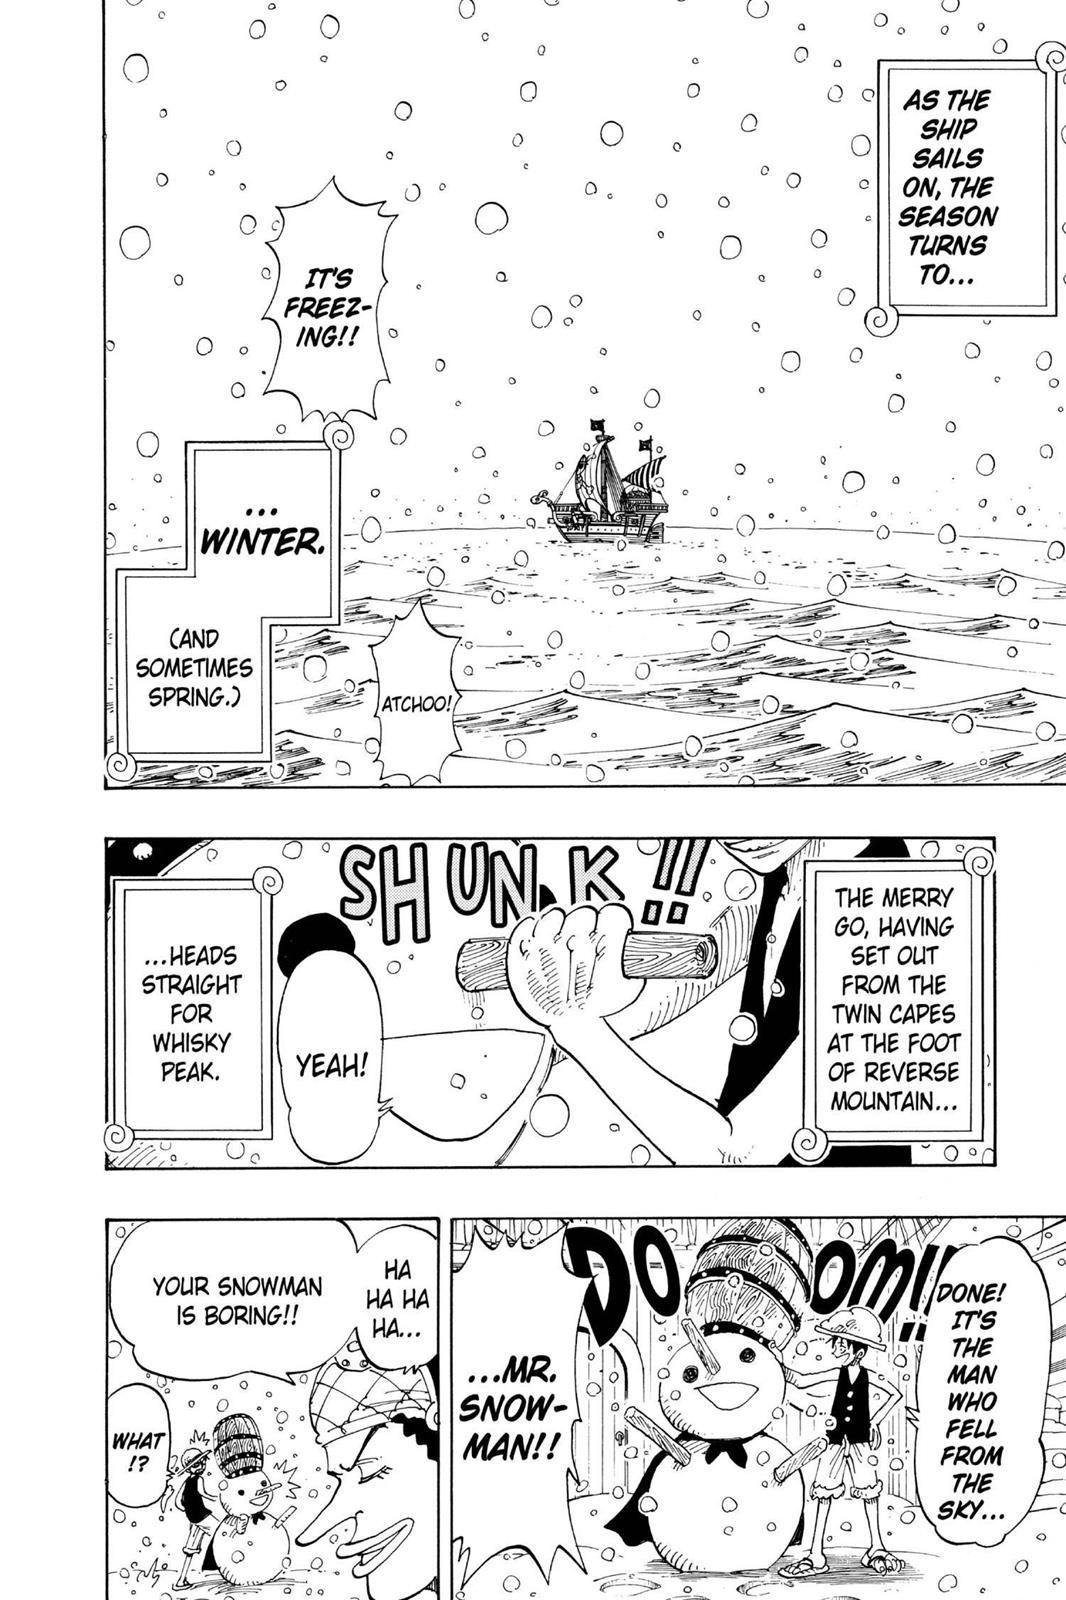 AS THE
SHIP
SAILS
ON, THE
SEASON
TURNS
TO...
IT'S
FREEZ-
ING!!
...
WINTER.
(AND
SOMETIMES
SPRING.)
ATCHOO!
THE MERRY
GO, HAVING
SET OUT
FROM THE
TWIN CAPES
AT THE FOOT
OF REVERSE
MOUNTAIN...
SHUNK!!
YEAH!
...HEADS
STRAIGHT
FOR
WHISKY
PEAK.
DONE!
IT'S
THE
MAN
WHO
FELL
FROM
THE
SKY...
DOOOM!!
...MR.
SNOW-
MAN!!
HA
HA HA
HA...
YOUR SNOWMAN
IS BORING!!
WHAT
!?